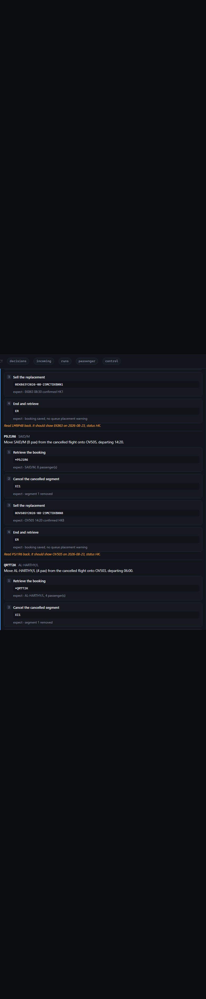 CT decisions incoming runs passenger control
3 Sell the replacement
0EK863Y2026-08-23MCTDXBNN1
expect · EK863 08:30 confirmed HK1
4 End and retrieve
ER
expect · booking saved, no queue placement warning
Read LM9P4B back. It should show EK863 on 2026-08-23, status HK.
P5J1R6 SAID/M
Move SAID/M (8 pax) from the cancelled flight onto OV505, departing 14:20.
1 Retrieve the booking
*P5J1R6
expect · SAID/M, 8 passenger(s)
2 Cancel the cancelled segment
XI1
expect · segment 1 removed
3 Sell the replacement
0OV505Y2026-08-23MCTDXBNN8
expect · OV505 14:20 confirmed HK8
4 End and retrieve
ER
expect · booking saved, no queue placement warning
Read P5J1R6 back. It should show OV505 on 2026-08-23, status HK.
QR7T2K AL-HARTHY/L
Move AL-HARTHY/L (4 pax) from the cancelled flight onto OV503, departing 06:00.
1 Retrieve the booking
*QR7T2K
expect · AL-HARTHY/L, 4 passenger(s)
2 Cancel the cancelled segment
XI1
expect · segment 1 removed